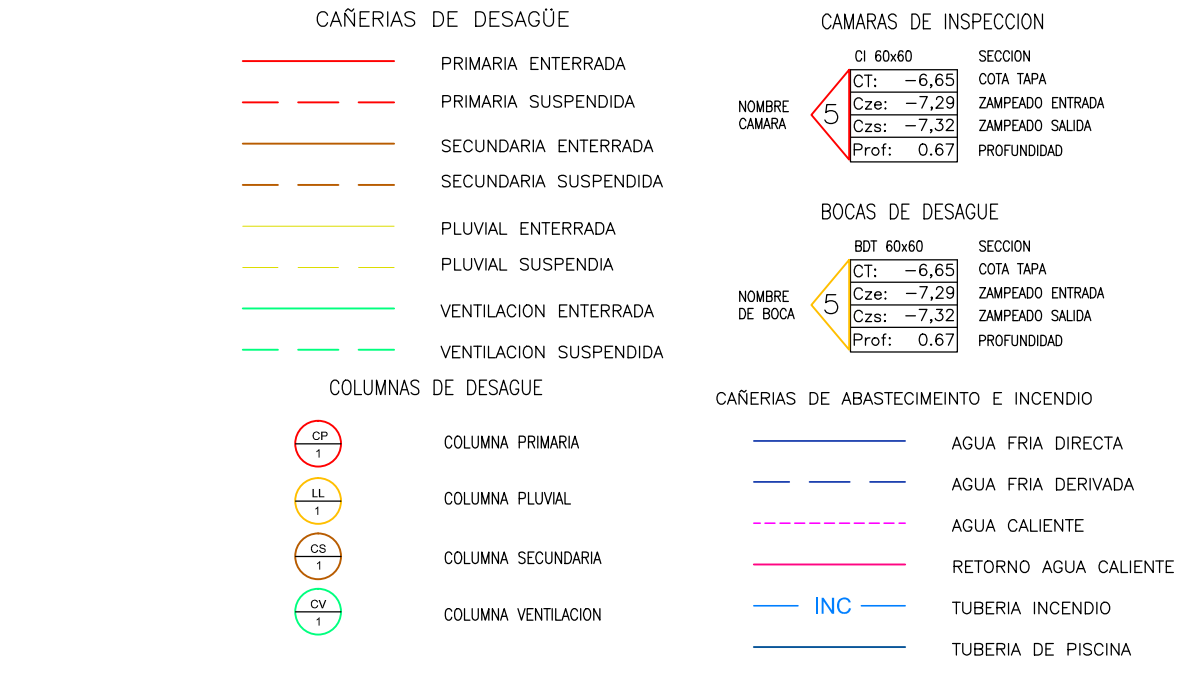 CAÑERIAS DE DESAGÜE
PRIMARIA ENTERRADA
PRIMARIA SUSPENDIDA
SECUNDARIA ENTERRADA
SECUNDARIA SUSPENDIDA
PLUVIAL ENTERRADA
PLUVIAL SUSPENDIA
VENTILACION ENTERRADA
VENTILACION SUSPENDIDA
COLUMNAS DE DESAGUE
CP
1
COLUMNA PRIMARIA
LL
1
COLUMNA PLUVIAL
CS
1
COLUMNA SECUNDARIA
CV
1
COLUMNA VENTILACION
CAMARAS DE INSPECCION
CI 60x60 SECCION
NOMBRE
CAMARA
5
CT: -6,65 COTA TAPA
Cze: -7,29 ZAMPEADO ENTRADA
Czs: -7,32 ZAMPEADO SALIDA
Prof: 0.67 PROFUNDIDAD
BOCAS DE DESAGUE
BDT 60x60 SECCION
NOMBRE
DE BOCA
5
CT: -6,65 COTA TAPA
Cze: -7,29 ZAMPEADO ENTRADA
Czs: -7,32 ZAMPEADO SALIDA
Prof: 0.67 PROFUNDIDAD
CAÑERIAS DE ABASTECIMEINTO E INCENDIO
AGUA FRIA DIRECTA
AGUA FRIA DERIVADA
AGUA CALIENTE
RETORNO AGUA CALIENTE
INC TUBERIA INCENDIO
TUBERIA DE PISCINA